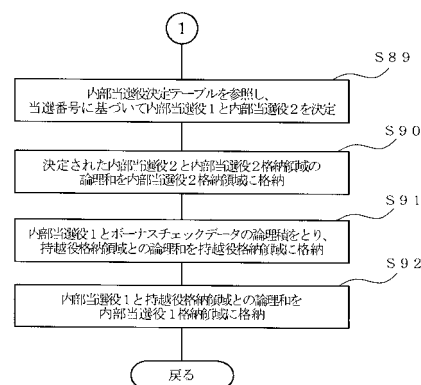 1
S89
内部当選役決定テーブルを参照し、
当選番号に基づいて内部当選役1と内部当選役2を決定
S90
決定された内部当選役2と内部当選役2格納領域の
論理和を内部当選役2格納領域に格納
S91
内部当選役1とボーナスチェックデータの論理積をとり、
持越役格納領域との論理和を持越役格納領域に格納
S92
内部当選役1と持越役格納領域との論理和を
内部当選役1格納領域に格納
戻る